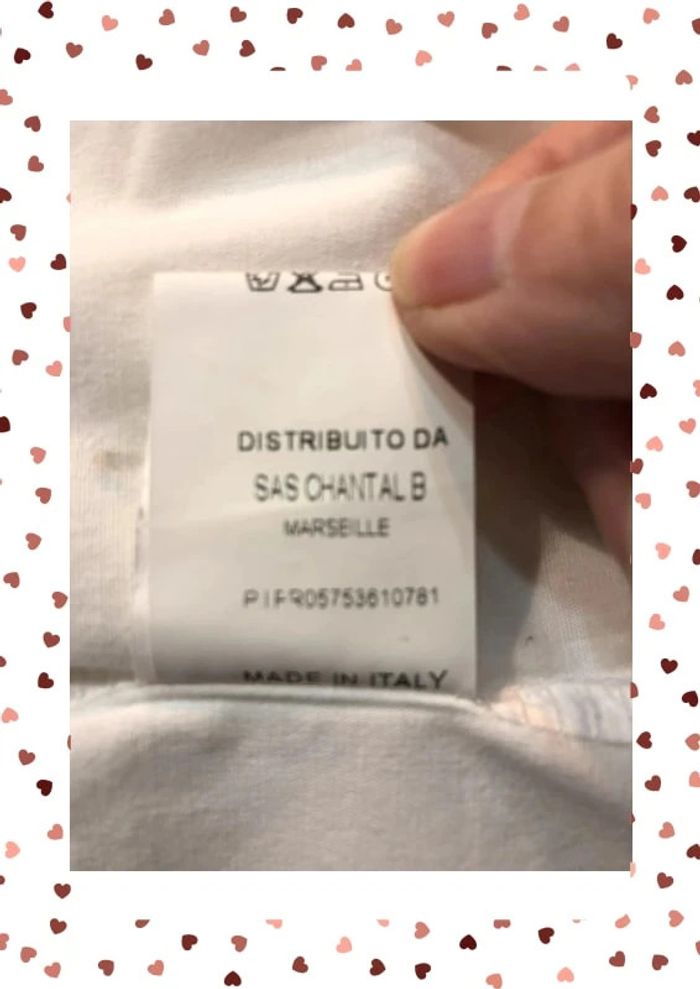 DISTRIBUITO DA
SAS CHANTAL B
MARSEILLE
P I FR05753610781
MADE IN ITALY